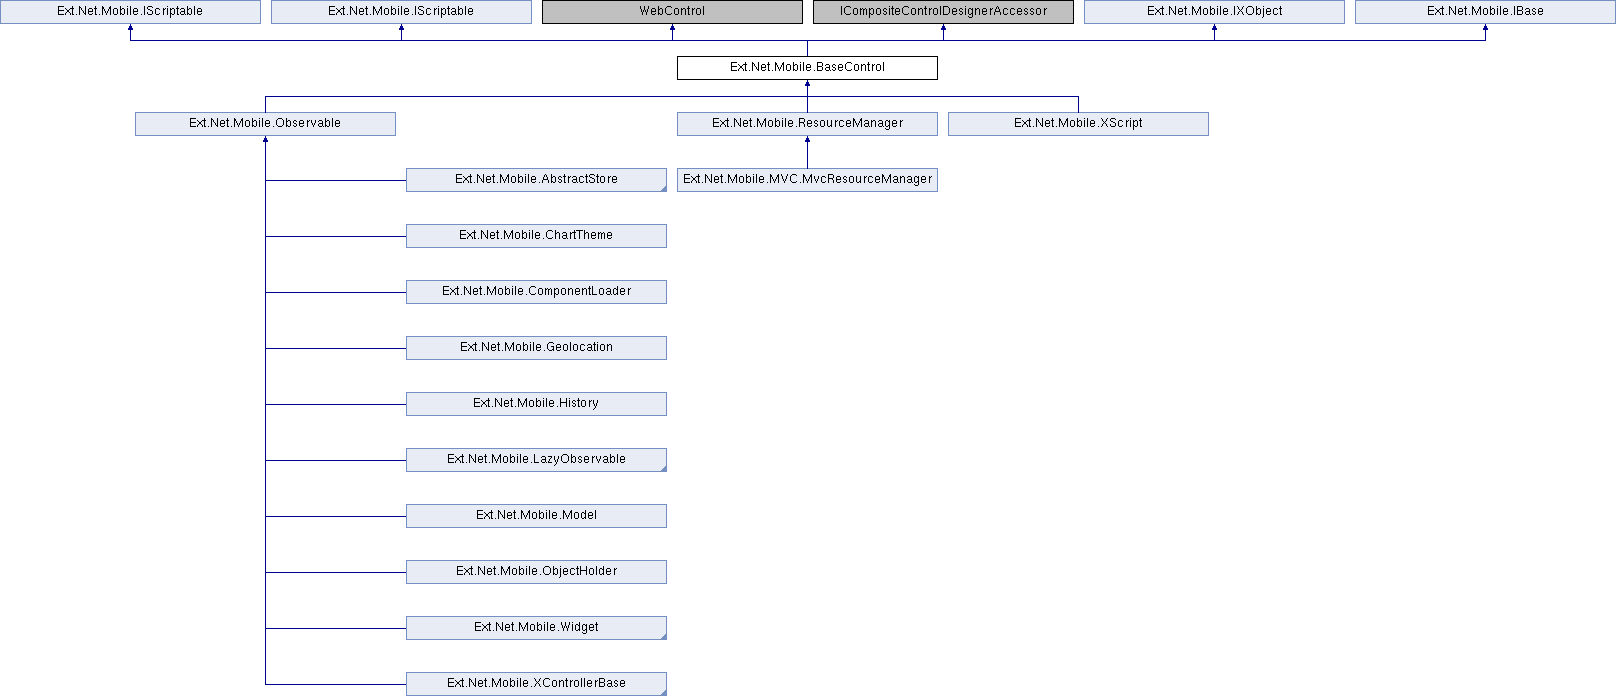 Ext.Net.Mobile.IScriptable
Ext.Net.Mobile.IScriptable
WebControl
ICompositeControlDesignerAccessor
Ext.Net.Mobile.IXObject
Ext.Net.Mobile.IBase
Ext.Net.Mobile.BaseControl
Ext.Net.Mobile.Observable
Ext.Net.Mobile.ResourceManager
Ext.Net.Mobile.XScript
Ext.Net.Mobile.AbstractStore
Ext.Net.Mobile.MVC.MvcResourceManager
Ext.Net.Mobile.ChartTheme
Ext.Net.Mobile.ComponentLoader
Ext.Net.Mobile.Geolocation
Ext.Net.Mobile.History
Ext.Net.Mobile.LazyObservable
Ext.Net.Mobile.Model
Ext.Net.Mobile.ObjectHolder
Ext.Net.Mobile.Widget
Ext.Net.Mobile.XControllerBase